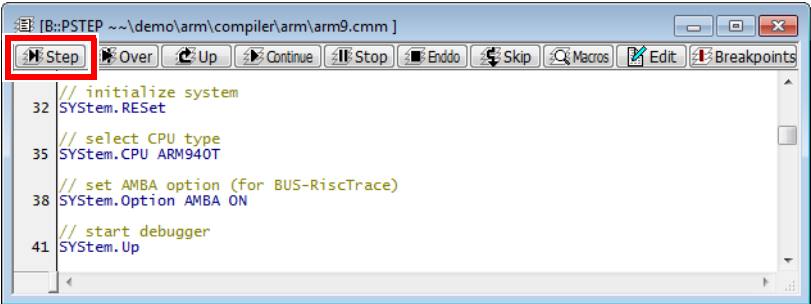 [B::PSTEP ~~\demo\arm\compiler\arm\arm9.cmm ]
Step Over Up Continue Stop Enddo Skip Macros Edit Breakpoints
// initialize system
32 SYStem.RESet
// select CPU type
35 SYStem.CPU ARM940T
// set AMBA option (for BUS-RiscTrace)
38 SYStem.Option AMBA ON
// start debugger
41 SYStem.Up